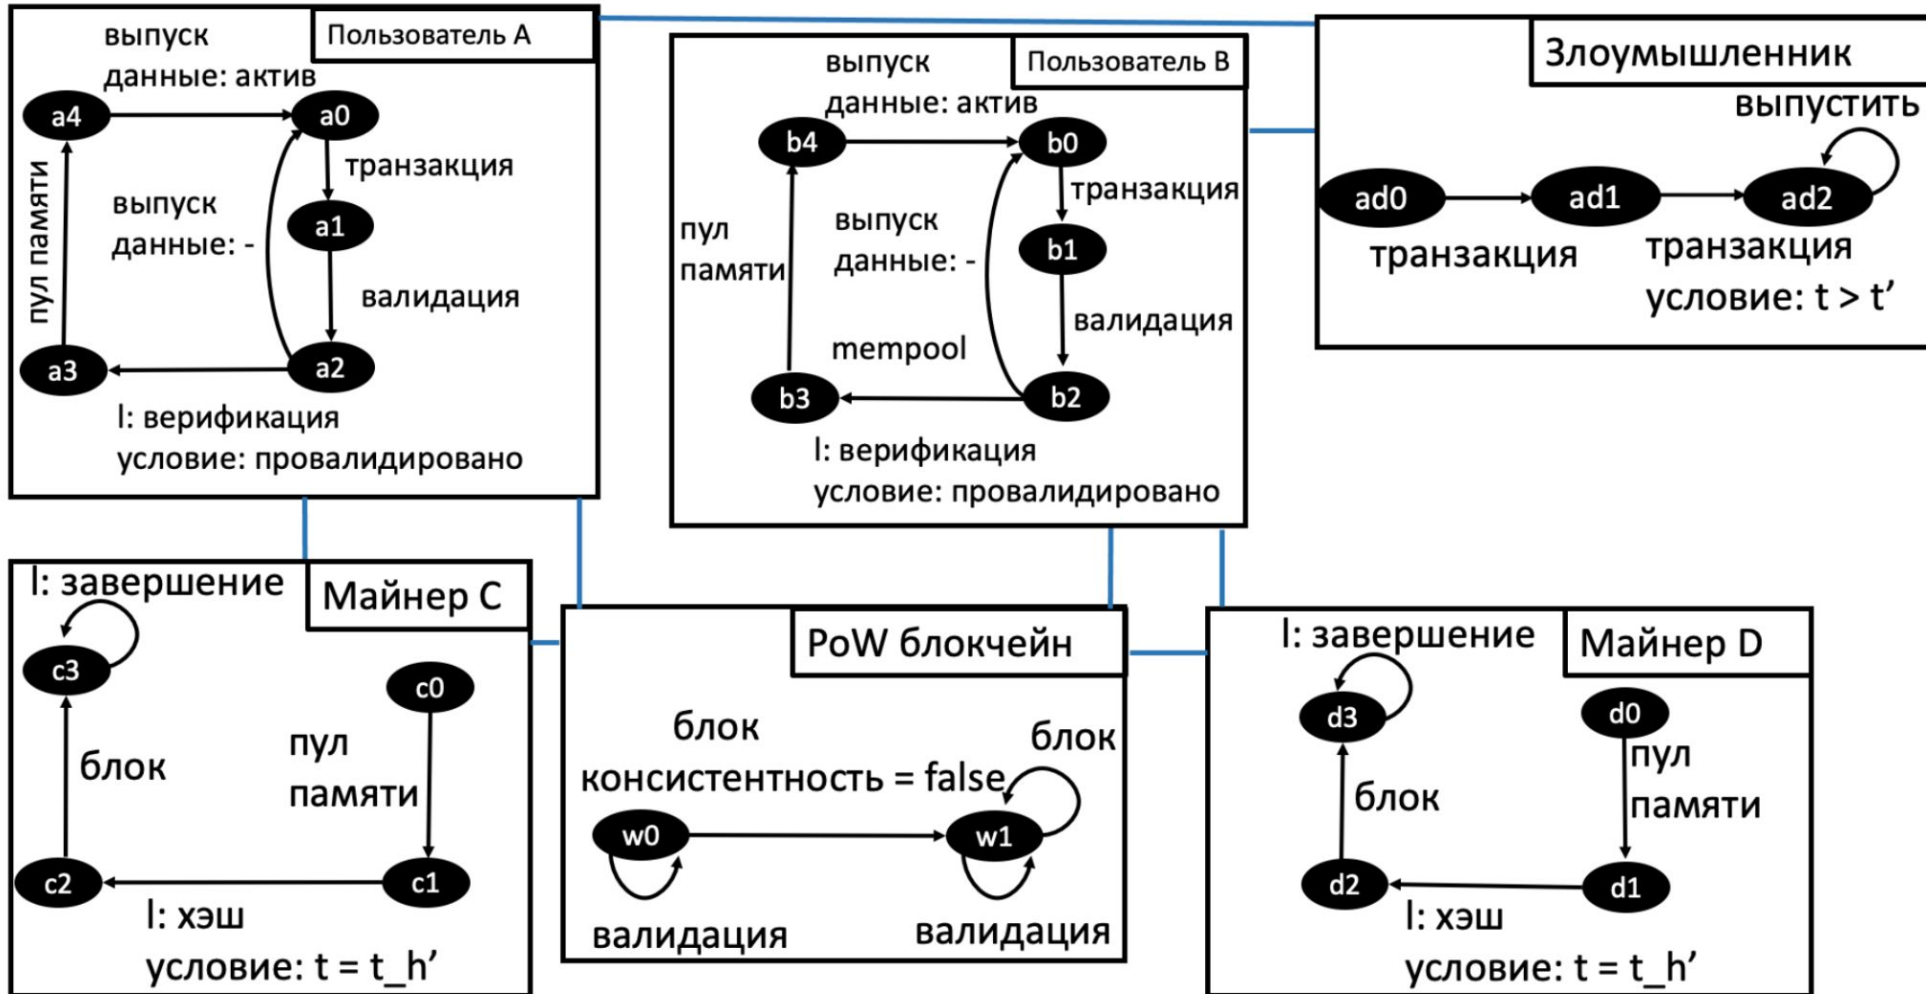 Пользователь A
выпуск
данные: актив
a4
a0
транзакция
пул памяти
выпуск
данные: -
a1
валидация
a3
a2
l: верификация
условие: провалидировано
Пользователь B
выпуск
данные: актив
b4
b0
транзакция
пул
памяти
выпуск
данные: -
b1
валидация
mempool
b3
b2
l: верификация
условие: провалидировано
Злоумышленник
выпустить
ad0
ad1
ad2
транзакция
транзакция
условие: t > t’
Майнер C
l: завершение
c3
c0
блок
пул
памяти
c2
c1
l: хэш
условие: t = t_h’
PoW блокчейн
блок
консистентность = false
блок
w0
w1
валидация
валидация
Майнер D
l: завершение
d3
d0
блок
пул
памяти
d2
d1
l: хэш
условие: t = t_h’